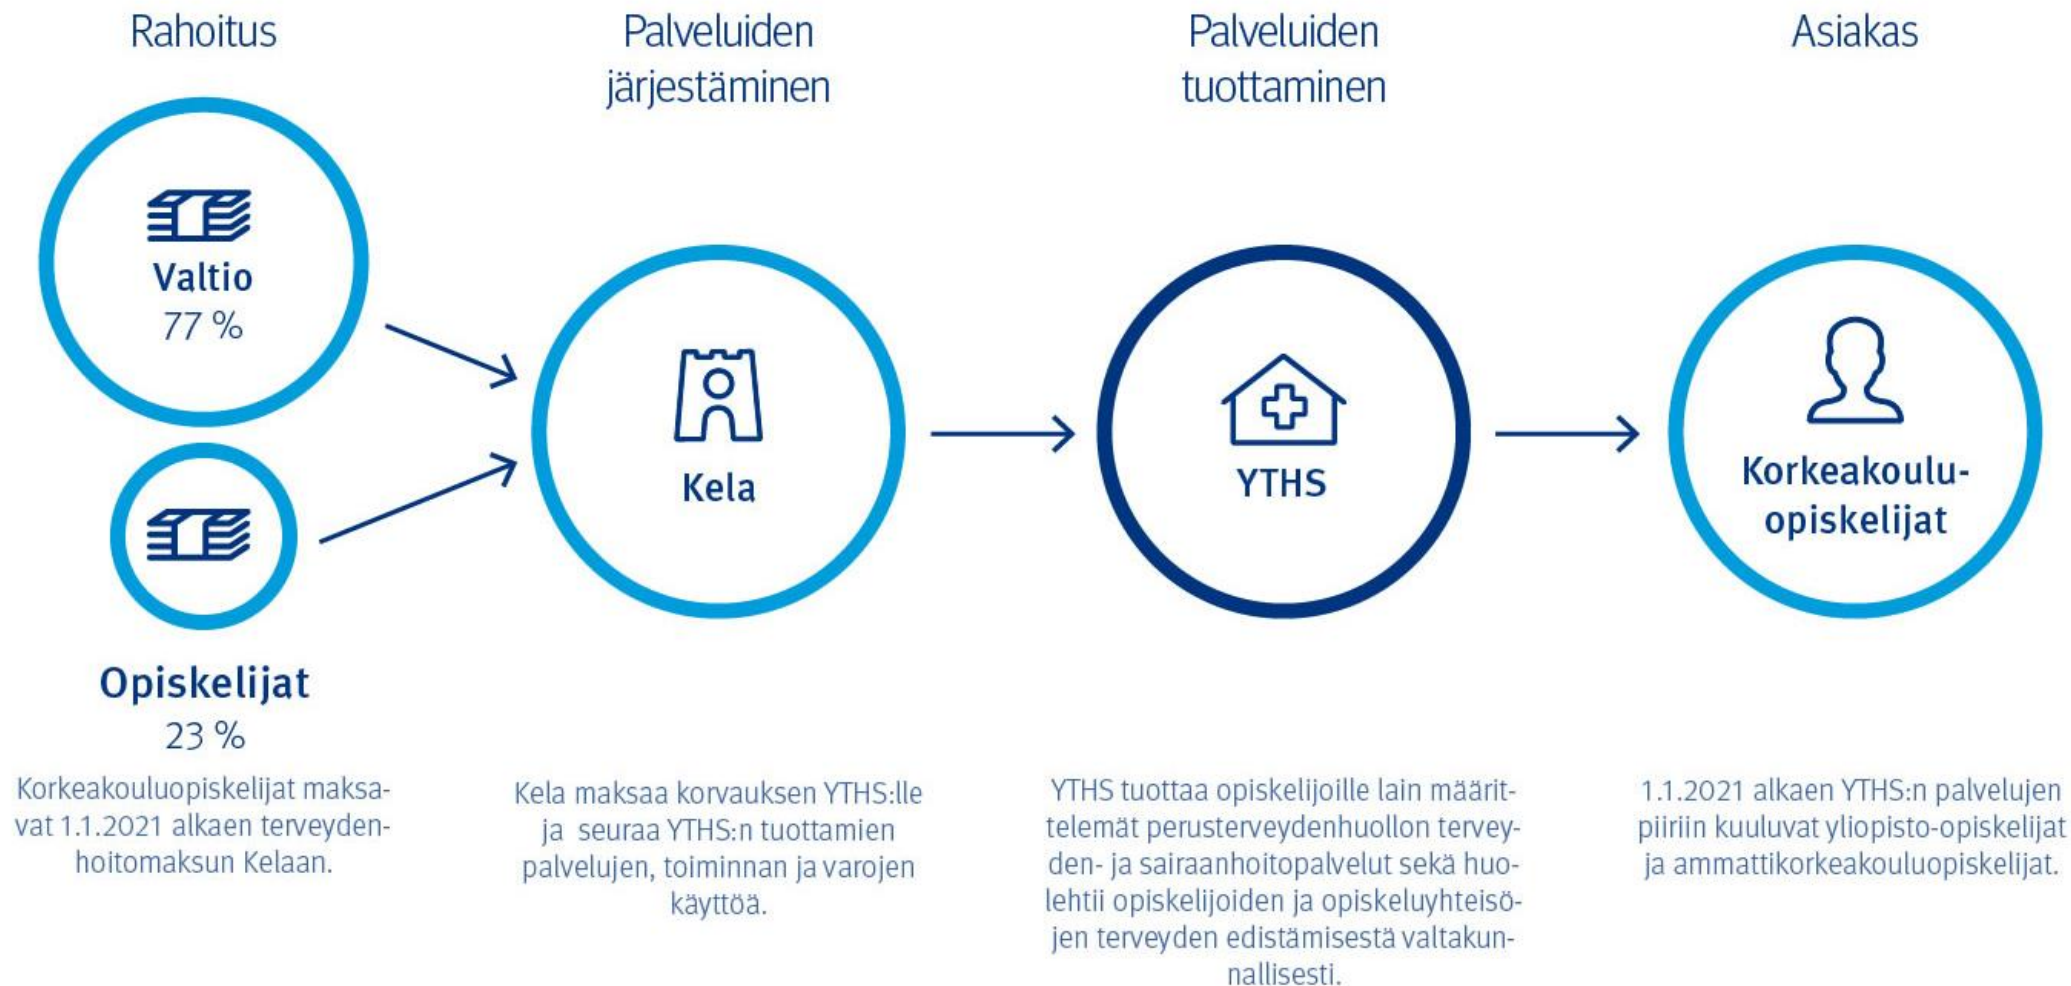 Rahoitus
Valtio
77 %
Opiskelijat
23 %
Korkeakouluopiskelijat maksa-
vat 1.1.2021 alkaen terveyden-
hoitomaksun Kelaan.
Palveluiden
järjestäminen
Kela
Kela maksaa korvauksen YTHS:lle
ja seuraa YTHS:n tuottamien
palvelujen, toiminnan ja varojen
käyttöä.
Palveluiden
tuottaminen
YTHS
YTHS tuottaa opiskelijoille lain määrit-
telemät perusterveydenhuollon tervey-
den- ja sairaanhoitopalvelut sekä huo-
lehtii opiskelijoiden ja opiskeluyhteisö-
jen terveyden edistämisestä valtakun-
nallisesti.
Asiakas
Korkeakoulu-
opiskelijat
1.1.2021 alkaen YTHS:n palvelujen
piiriin kuuluvat yliopisto-opiskelijat
ja ammattikorkeakouluopiskelijat.